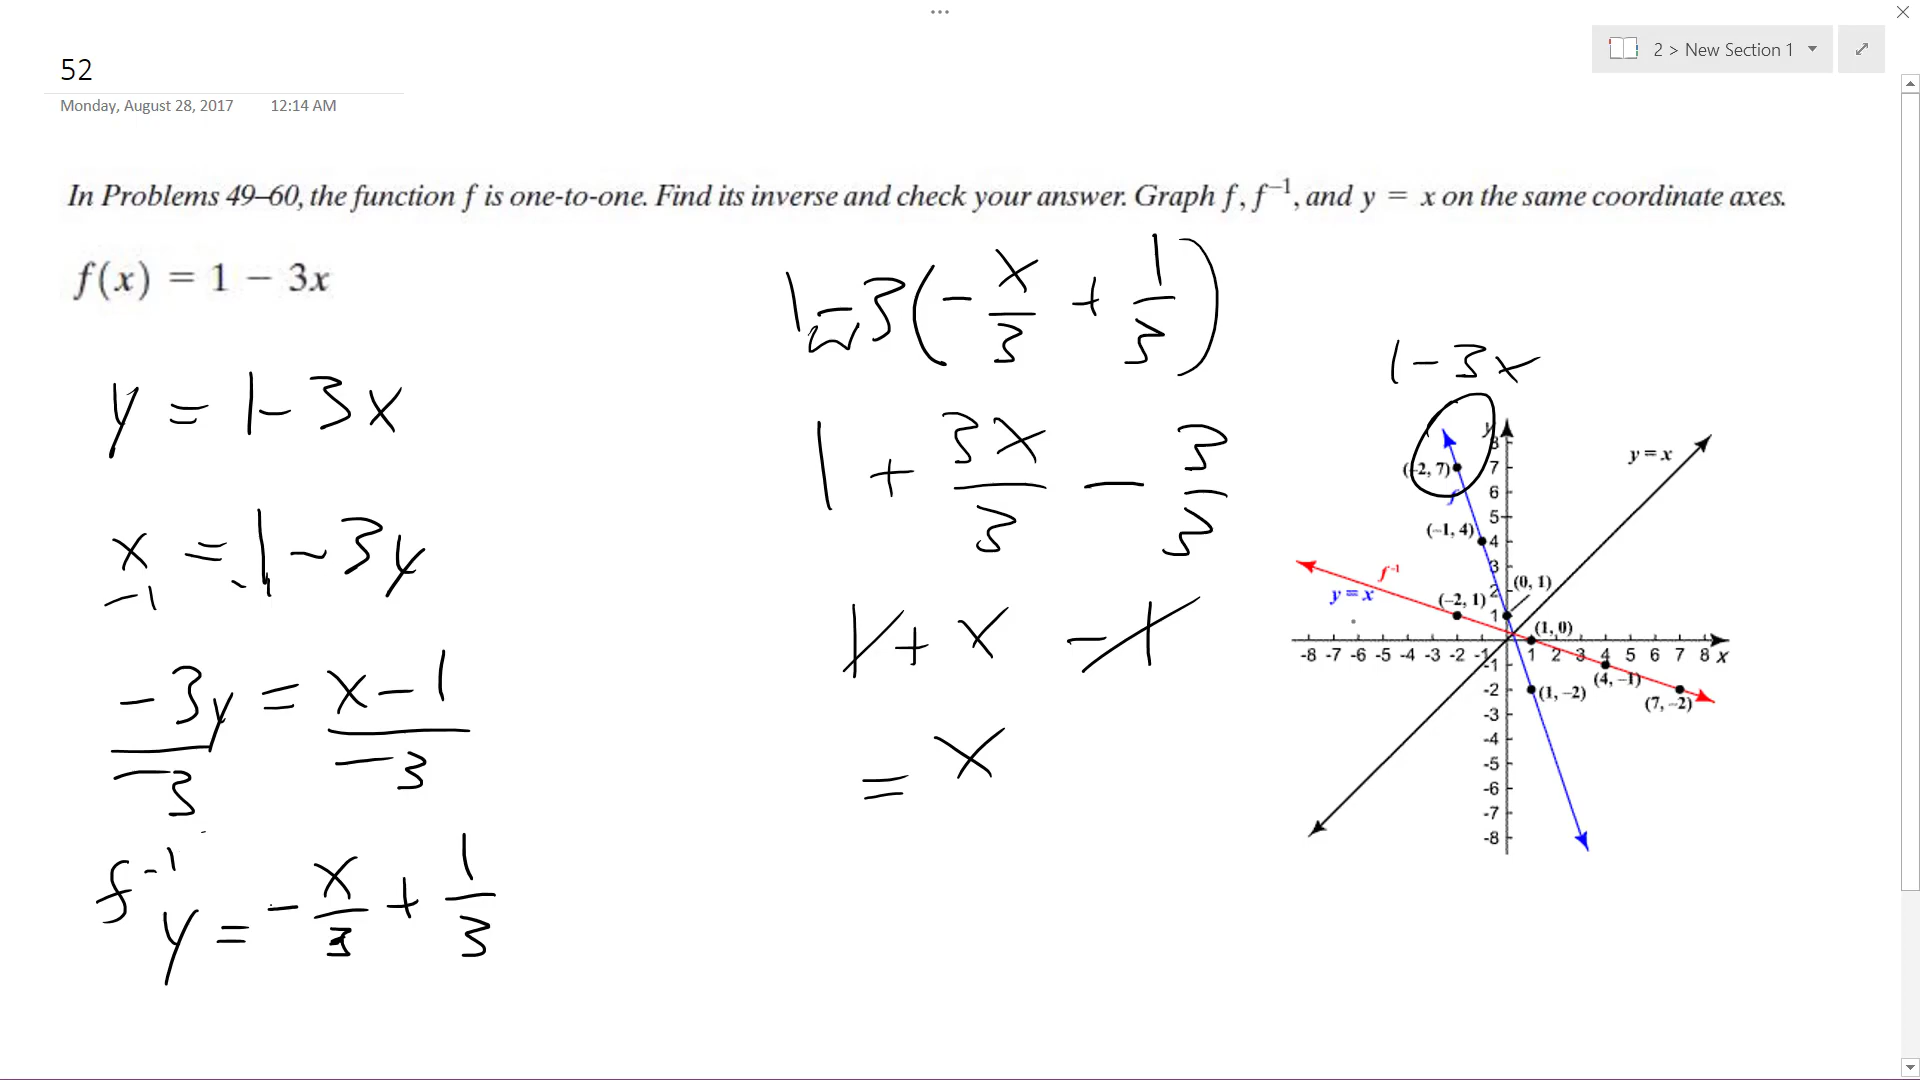 2 > New Section 1
52
Monday, August 28, 2017 12:14 AM
In Problems 49–60, the function f is one-to-one. Find its inverse and check your answer. Graph f, f⁻¹, and y = x on the same coordinate axes.
f(x) = 1 − 3x
y = 1 - 3x
x = 1 - 3y
-1 -1
-3y = x - 1
-3 -3
f⁻¹
y = -x/3 + 1/3
1 - 3(-x/3 + 1/3)
1 + 3x/3 - 3/3
1 + x - 1
= x
1 - 3x
y
8
(-2, 7) 7
f 6
5
(-1, 4) 4
3
2 (0, 1)
(-2, 1) 1
(1, 0)
y = x
f⁻¹
y = x
-8 -7 -6 -5 -4 -3 -2 -1 1 2 3 4 5 6 7 8 x
-1 (4, -1)
-2 (1, -2) (7, -2)
-3
-4
-5
-6
-7
-8